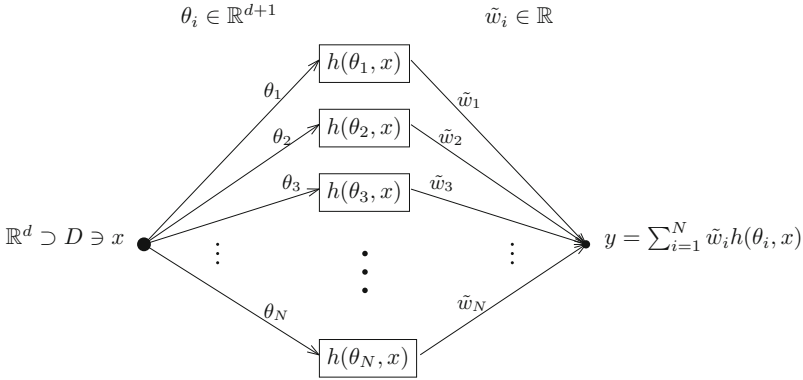 θ_i ∈ ℝ^{d+1} w̃_i ∈ ℝ
h(θ_1, x)
θ_1 w̃_1
h(θ_2, x)
θ_2 w̃_2
h(θ_3, x)
θ_3 w̃_3
ℝ^d ⊃ D ∋ x y = ∑_{i=1}^{N} w̃_i h(θ_i, x)
θ_N w̃_N
h(θ_N, x)